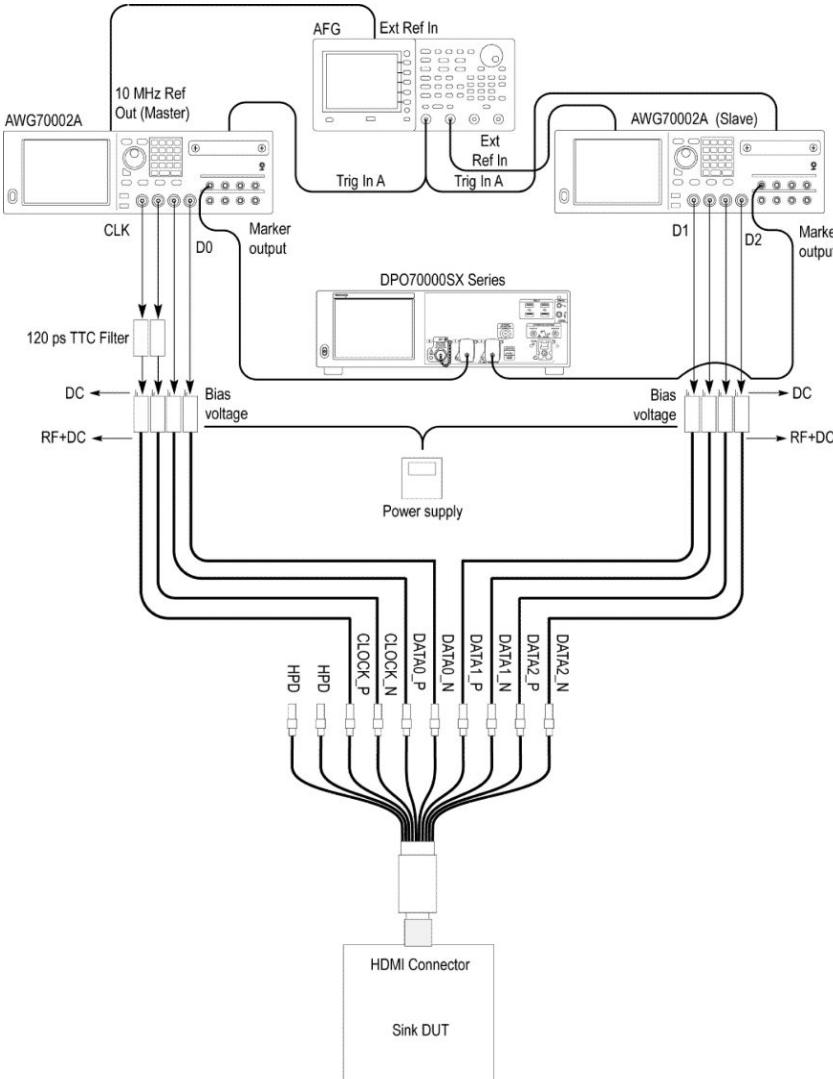 AFG
Ext Ref In
10 MHz Ref
Out (Master)
AWG70002A
AWG70002A (Slave)
Ext
Ref In
Trig In A
Trig In A
CLK
D0
Marker
output
D1
D2
Marke
output
DPO70000SX Series
120 ps TTC Filter
DC
Bias
voltage
Bias
voltage
DC
RF+DC
RF+DC
Power supply
HPD
HPD
CLOCK_P
CLOCK_N
DATA0_P
DATA0_N
DATA1_P
DATA1_N
DATA2_P
DATA2_N
HDMI Connector
Sink DUT